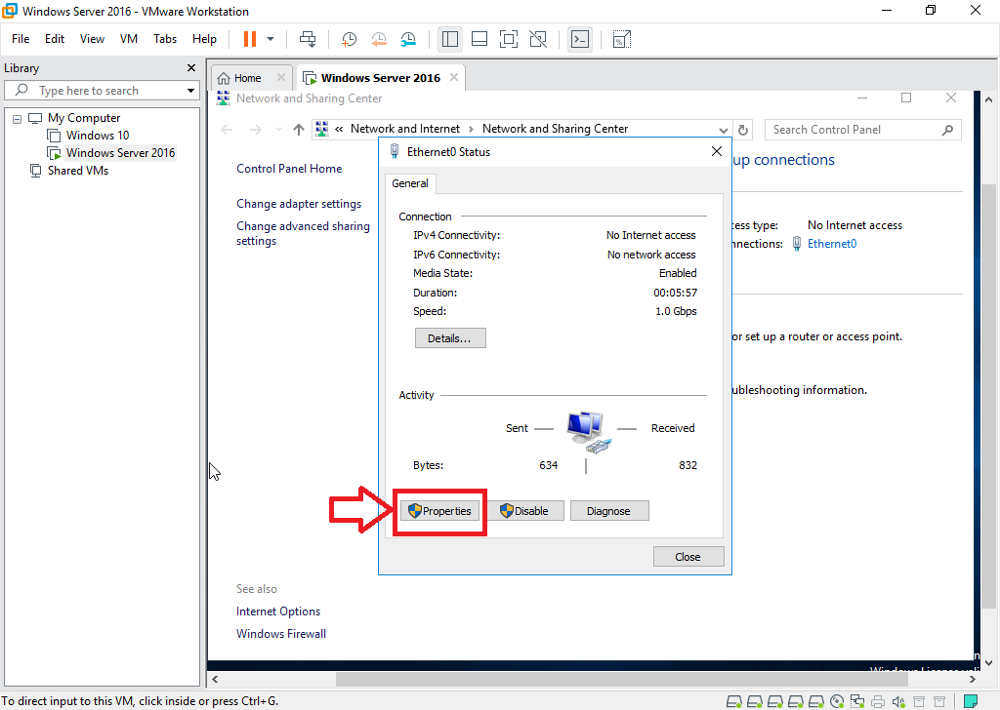 Windows Server 2016 - VMware Workstation
File Edit View VM Tabs Help
Library
Type here to search
My Computer
Windows 10
Windows Server 2016
Shared VMs
Home
Windows Server 2016
Network and Sharing Center
« Network and Internet › Network and Sharing Center
Search Control Panel
Control Panel Home
Change adapter settings
Change advanced sharing
settings
See also
Internet Options
Windows Firewall
up connections
ess type: No Internet access
nnections: Ethernet0
or set up a router or access point.
ubleshooting information.
Ethernet0 Status
General
Connection
IPv4 Connectivity: No Internet access
IPv6 Connectivity: No network access
Media State: Enabled
Duration: 00:05:57
Speed: 1.0 Gbps
Details...
Activity
Sent Received
Bytes: 634 832
Properties Disable Diagnose
Close
To direct input to this VM, click inside or press Ctrl+G.